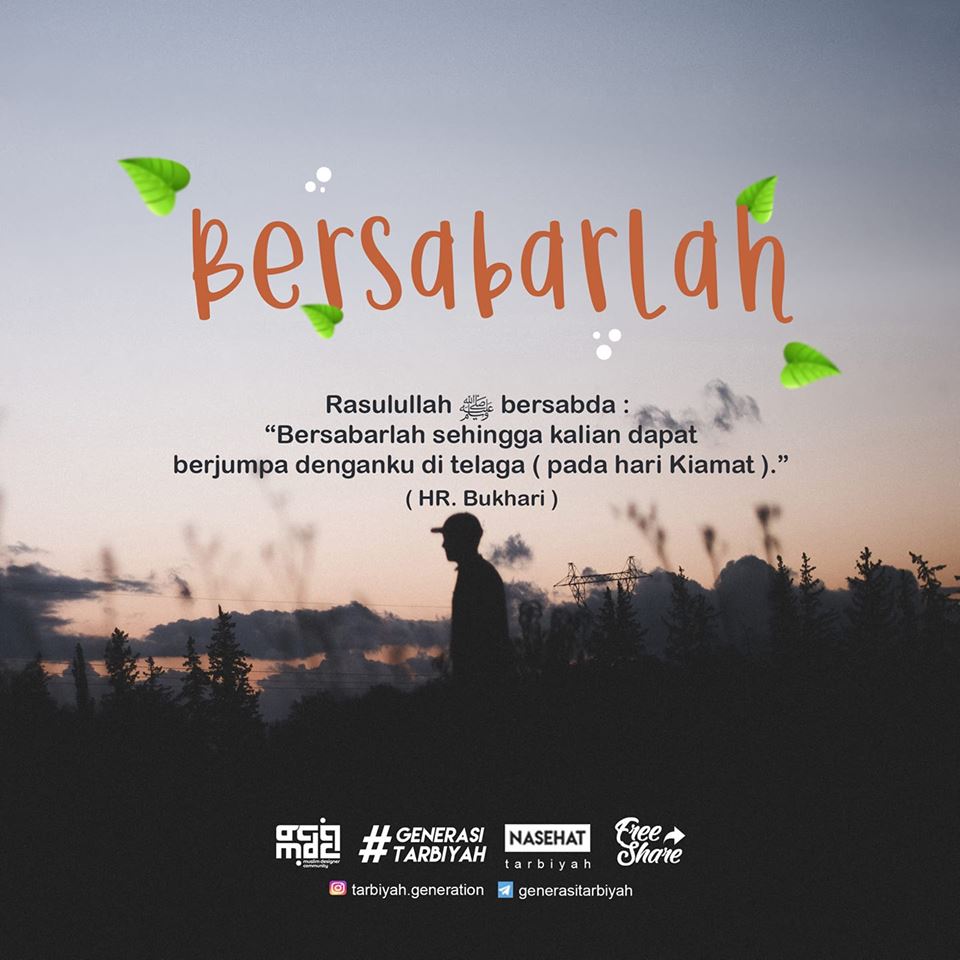 Bersabarlah
Rasulullah ﷺ bersabda :
“Bersabarlah sehingga kalian dapat
berjumpa denganku di telaga ( pada hari Kiamat ).”
( HR. Bukhari )
mdc
muslim designer
community
# GENERASI
TARBIYAH
NASEHAT
tarbiyah
Free
Share
tarbiyah.generation
generasitarbiyah